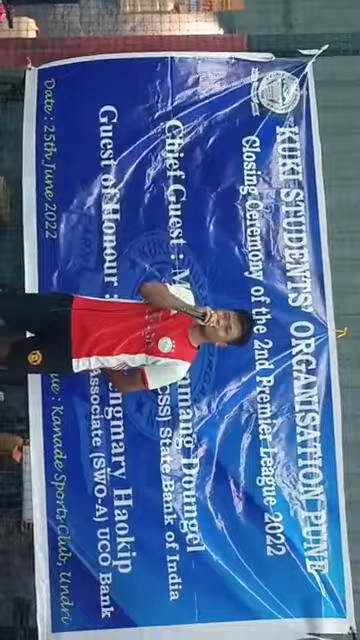 KUKI STUDENTS' ORGANISATION PUNE
Closing Ceremony of the 2nd Premier League 2022
Chief Guest : Doungel
State Bank of India
Guest of Honour : Haokip
Associate (SWO-A) UCO Bank
Date : 25th June 2022
: Kanade Sports Club, Undri